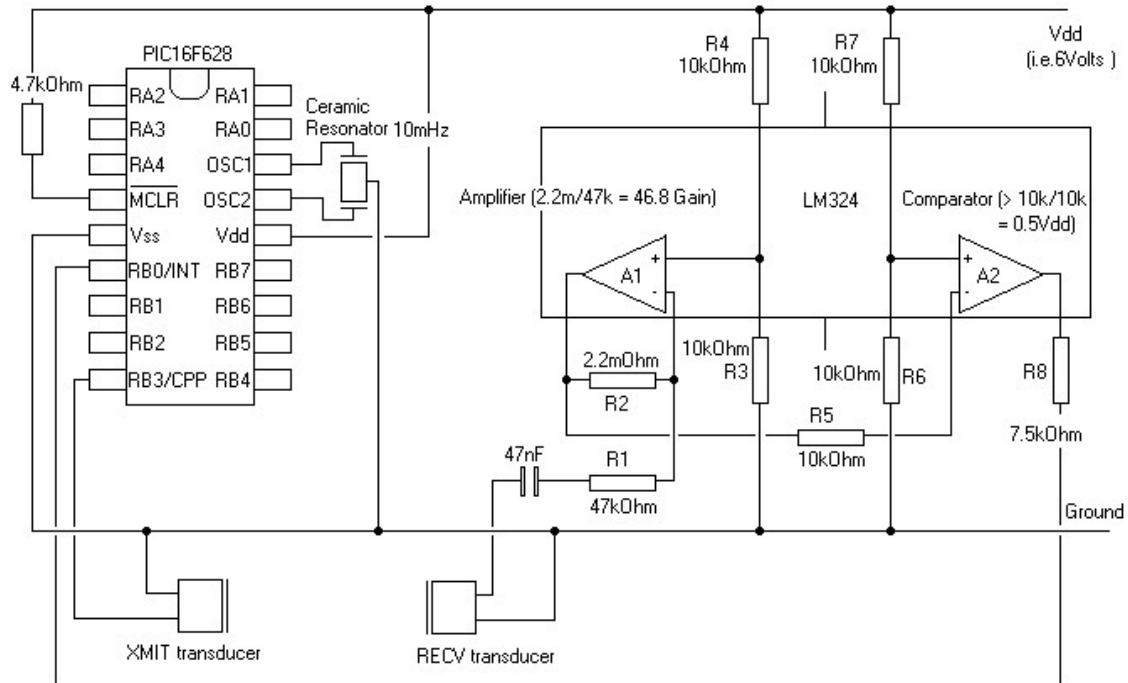 PIC16F628
4.7kOhm
RA2
RA1
RA3
RA0
RA4
OSC1
MCLR
OSC2
Vss
Vdd
RB0/INT
RB7
RB1
RB6
RB2
RB5
RB3/CPP
RB4
Ceramic
Resonator 10mHz
R4
10kOhm
R7
10kOhm
Vdd
(i.e.6Volts )
Amplifier (2.2m/47k = 46.8 Gain)
LM324
Comparator (> 10k/10k
= 0.5Vdd)
+
A1
-
+
A2
-
2.2mOhm
R2
10kOhm
R3
10kOhm
R6
R8
7.5kOhm
R5
10kOhm
47nF
R1
47kOhm
Ground
XMIT transducer
RECV transducer